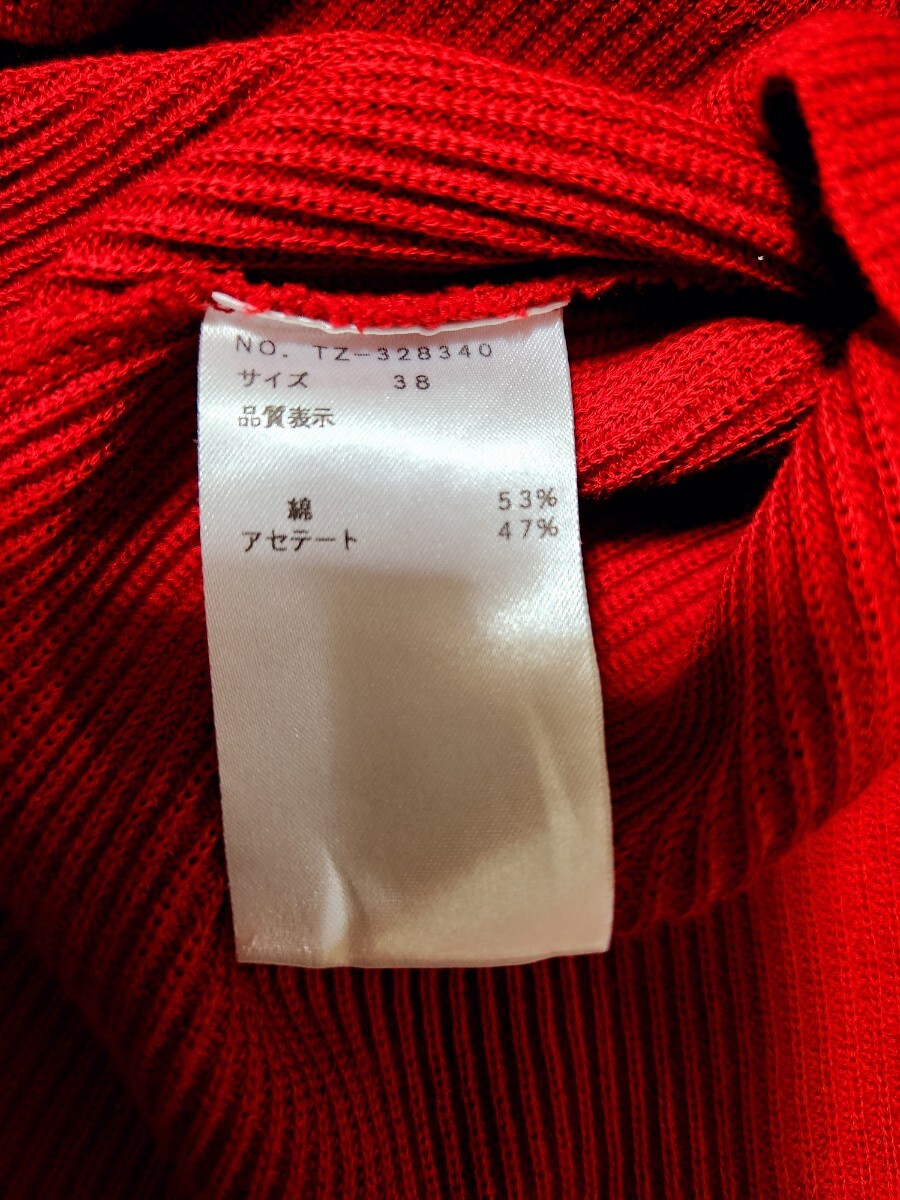 NO. TZ-328340
サイズ 38
品質表示
綿 53%
アセテート 47%